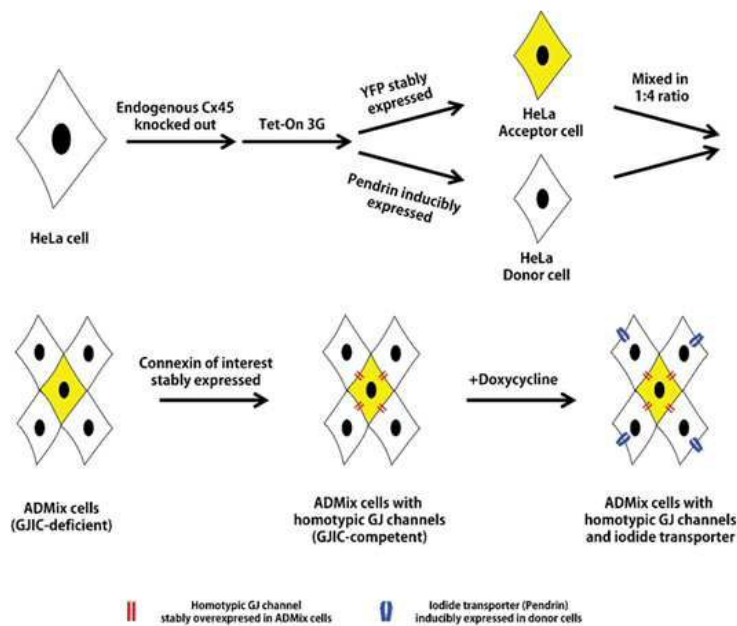 Endogenous Cx45
knocked out
Tet-On 3G
YFP stably
expressed
Pendrin inducibly
expressed
HeLa
Acceptor cell
Mixed in
1:4 ratio
HeLa cell
HeLa
Donor cell
Connexin of interest
stably expressed
+Doxycycline
ADMix cells
(GJIC-deficient)
ADMix cells with
homotypic GJ channels
(GJIC-competent)
ADMix cells with
homotypic GJ channels
and iodide transporter
Homotypic GJ channel
stably overexpresed in ADMix cells
Iodide transporter (Pendrin)
inducibly expressed in donor cells